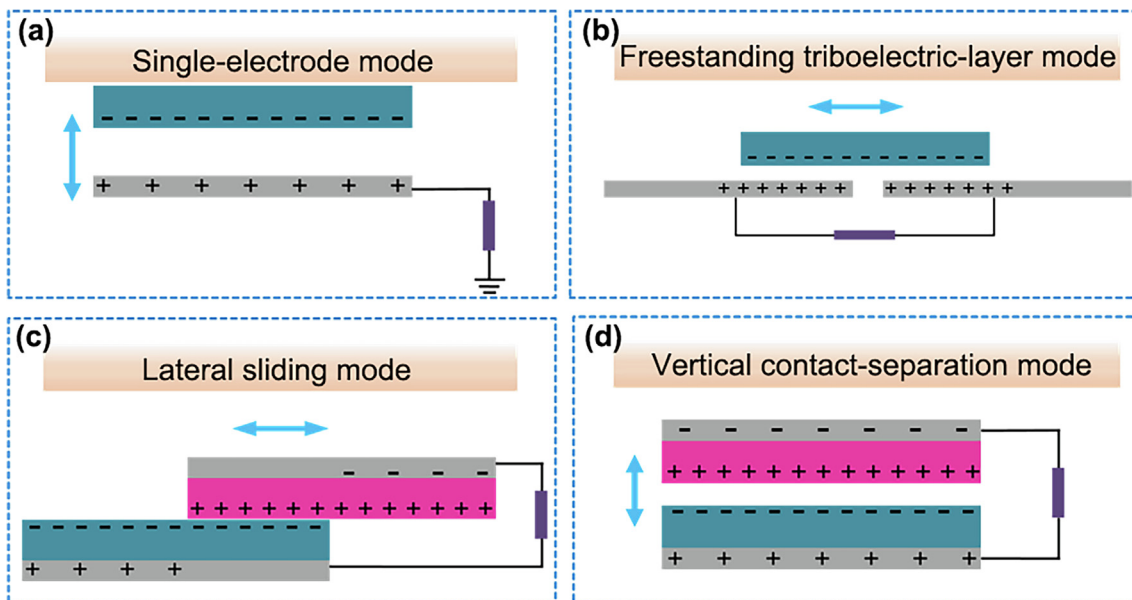 (a)
Single-electrode mode
(b)
Freestanding triboelectric-layer mode
(c)
Lateral sliding mode
(d)
Vertical contact-separation mode